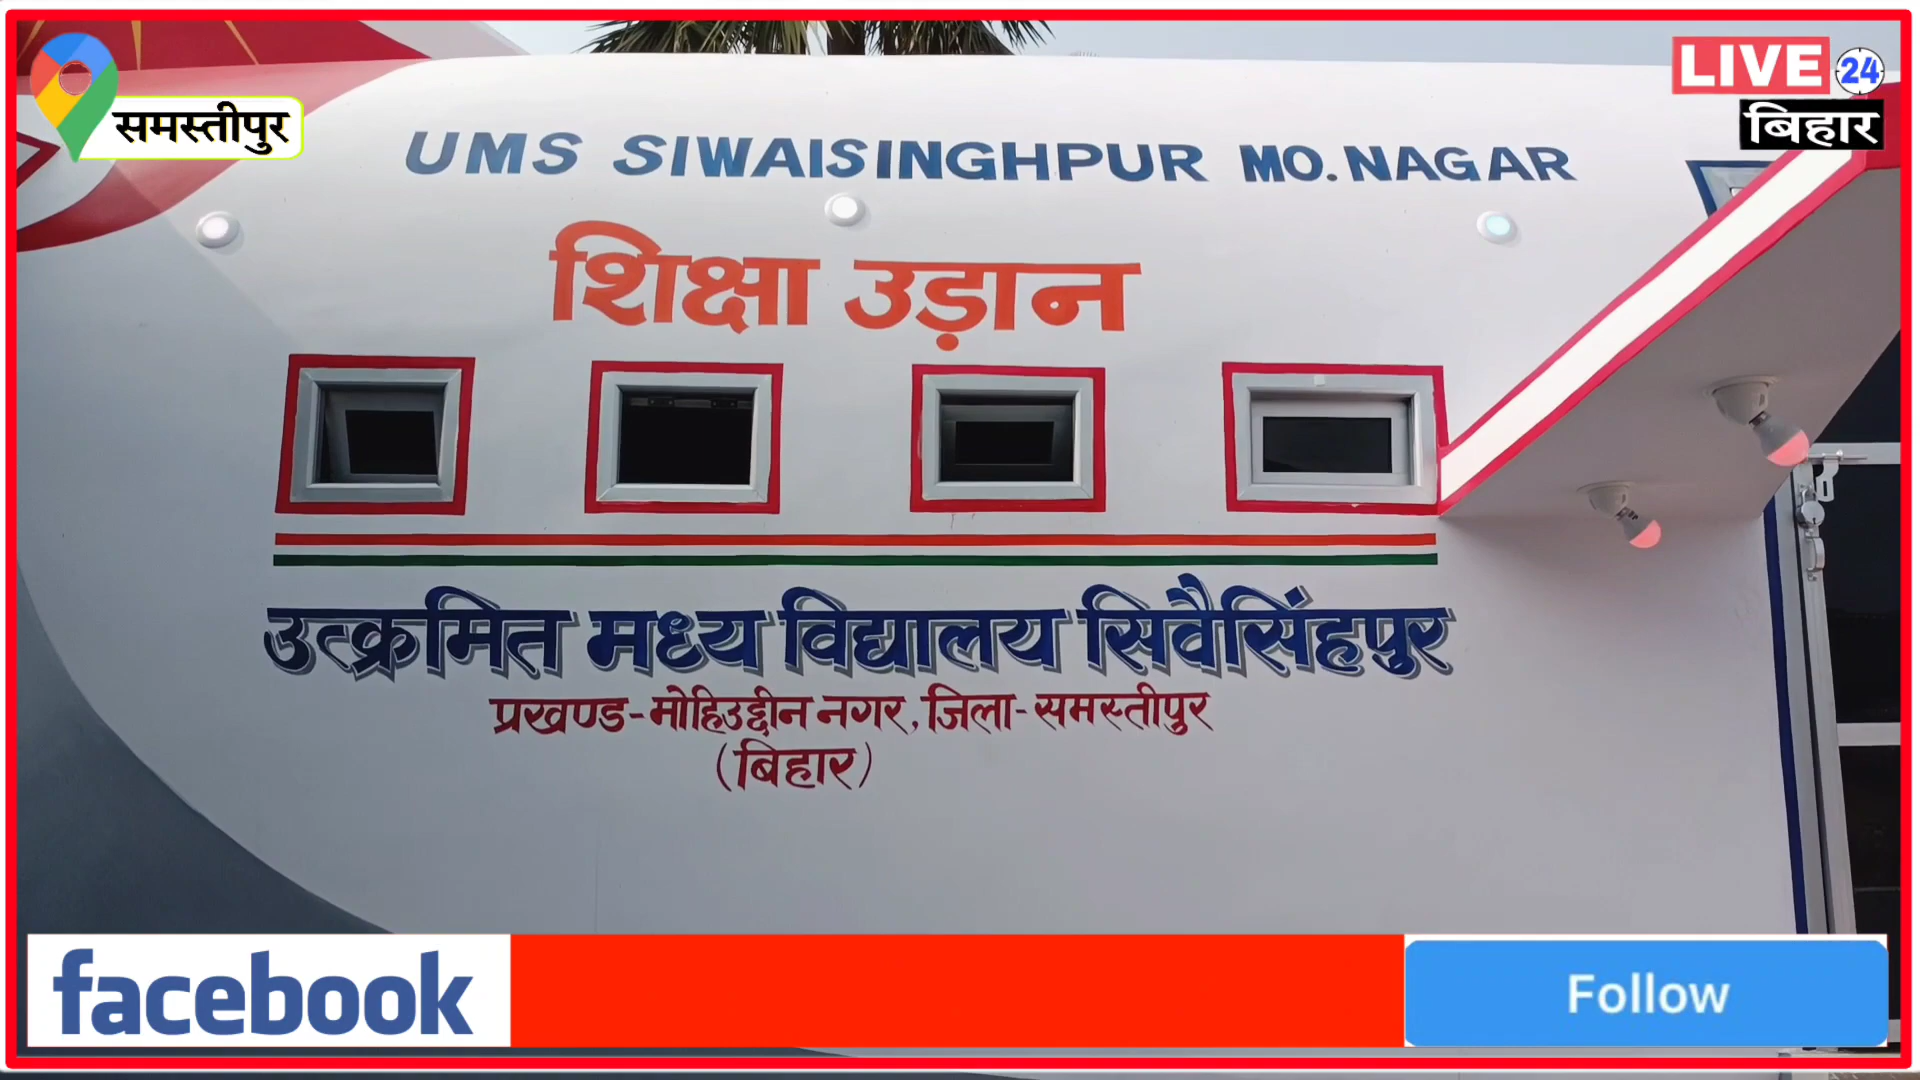 LIVE 24
समस्तीपुर
बिहार
UMS SIWAISINGHPUR MO.NAGAR
शिक्षा उड़ान
उत्क्रमित मध्य विद्यालय सिवैसिंहपुर
प्रखण्ड-मोहिउद्दीन नगर, जिला-समस्तीपुर
(बिहार)
facebook
Follow